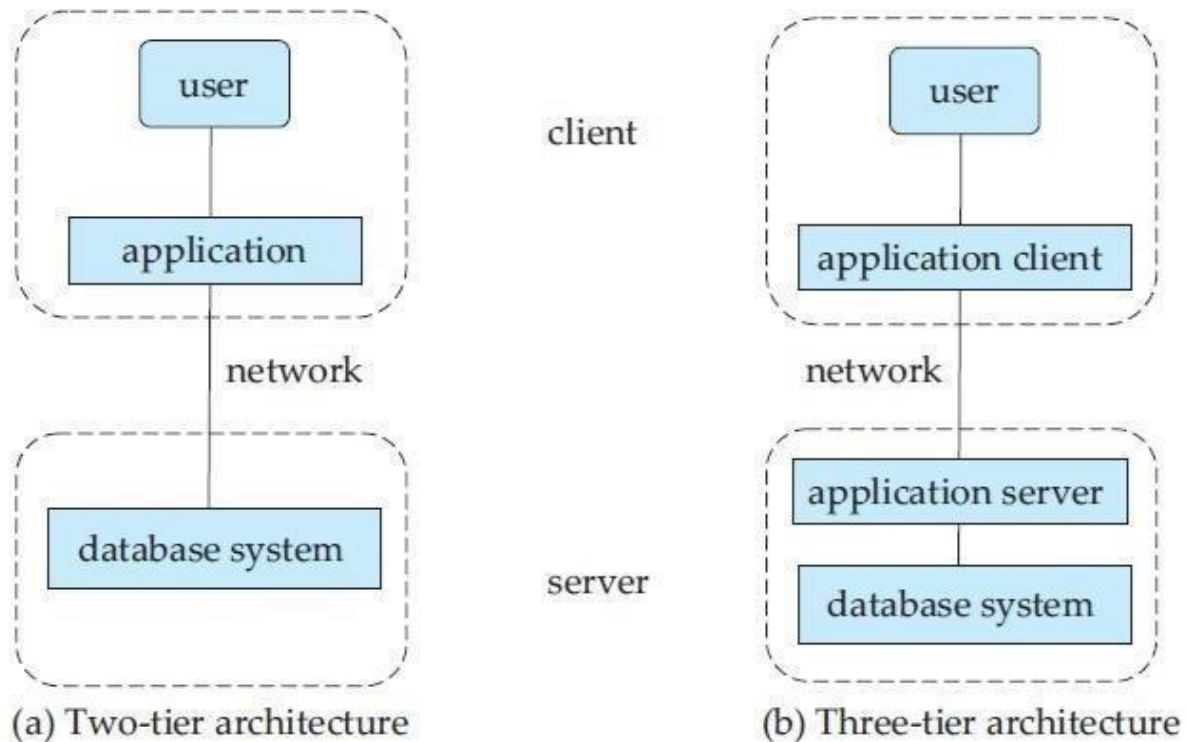 user
application
network
database system
(a) Two-tier architecture
client
server
user
application client
network
application server
database system
(b) Three-tier architecture